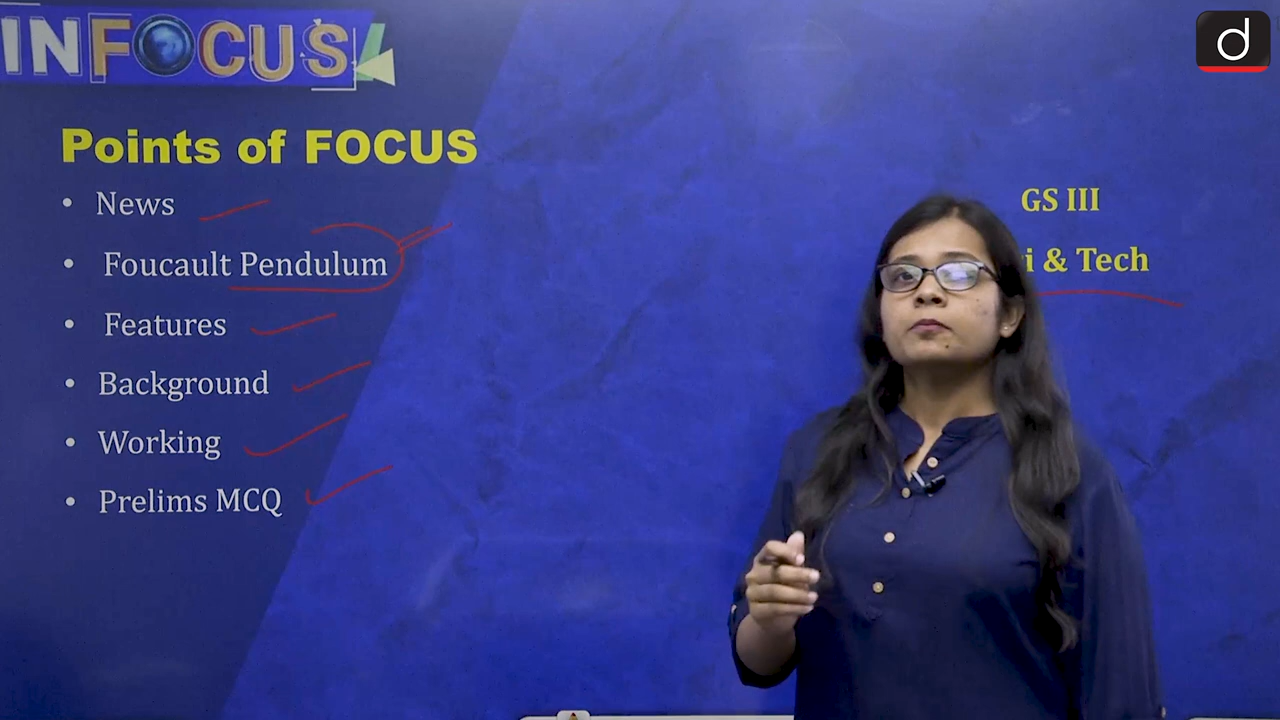 INFOCUS
d
Points of FOCUS
• News
• Foucault Pendulum
• Features
• Background
• Working
• Prelims MCQ
GS III
i & Tech